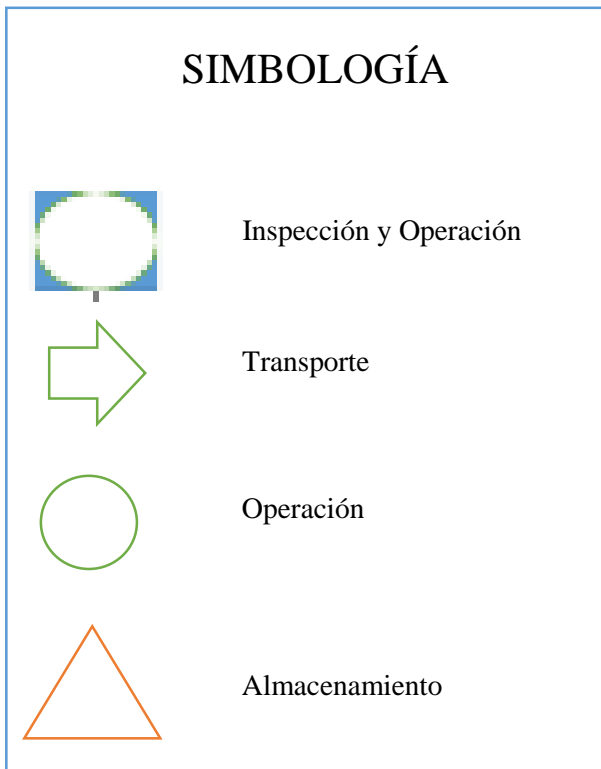 SIMBOLOGÍA
Inspección y Operación
Transporte
Operación
Almacenamiento